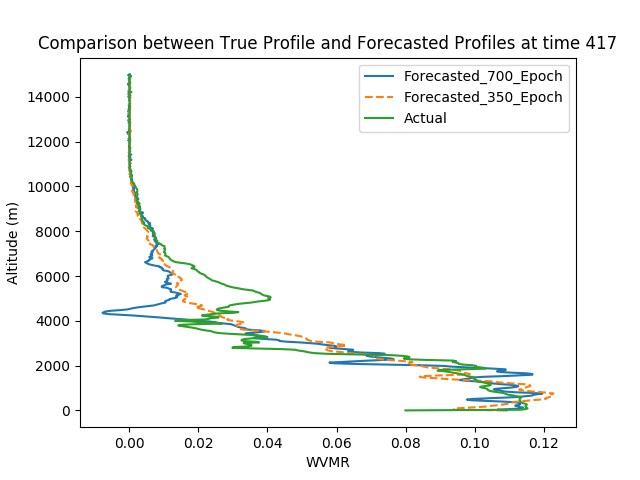 Comparison between True Profile and Forecasted Profiles at time 417
Forecasted_700_Epoch
Forecasted_350_Epoch
Actual
Altitude (m)
14000
12000
10000
8000
6000
4000
2000
0
0.00 0.02 0.04 0.06 0.08 0.10 0.12
WVMR